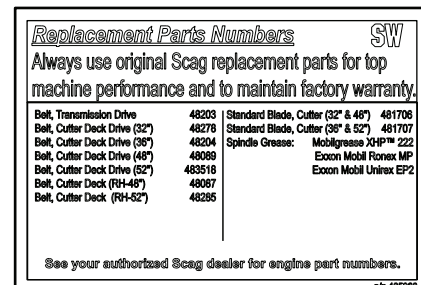 Replacement Parts Numbers SW
Always use original Scag replacement parts for top
machine performance and to maintain factory warranty.
Belt, Transmission Drive 48203
Belt, Cutter Deck Drive (32") 48278
Belt, Cutter Deck Drive (36") 48204
Belt, Cutter Deck Drive (48") 48089
Belt, Cutter Deck Drive (52") 483518
Belt, Cutter Deck (RH-48") 48087
Belt, Cutter Deck (RH-52") 48265
Standard Blade, Cutter (32" & 48") 481706
Standard Blade, Cutter (36" & 52") 481707
Spindle Grease: Mobilgrease XHP™ 222
Exxon Mobil Ronex MP
Exxon Mobil Unirex EP2
See your authorized Scag dealer for engine part numbers.